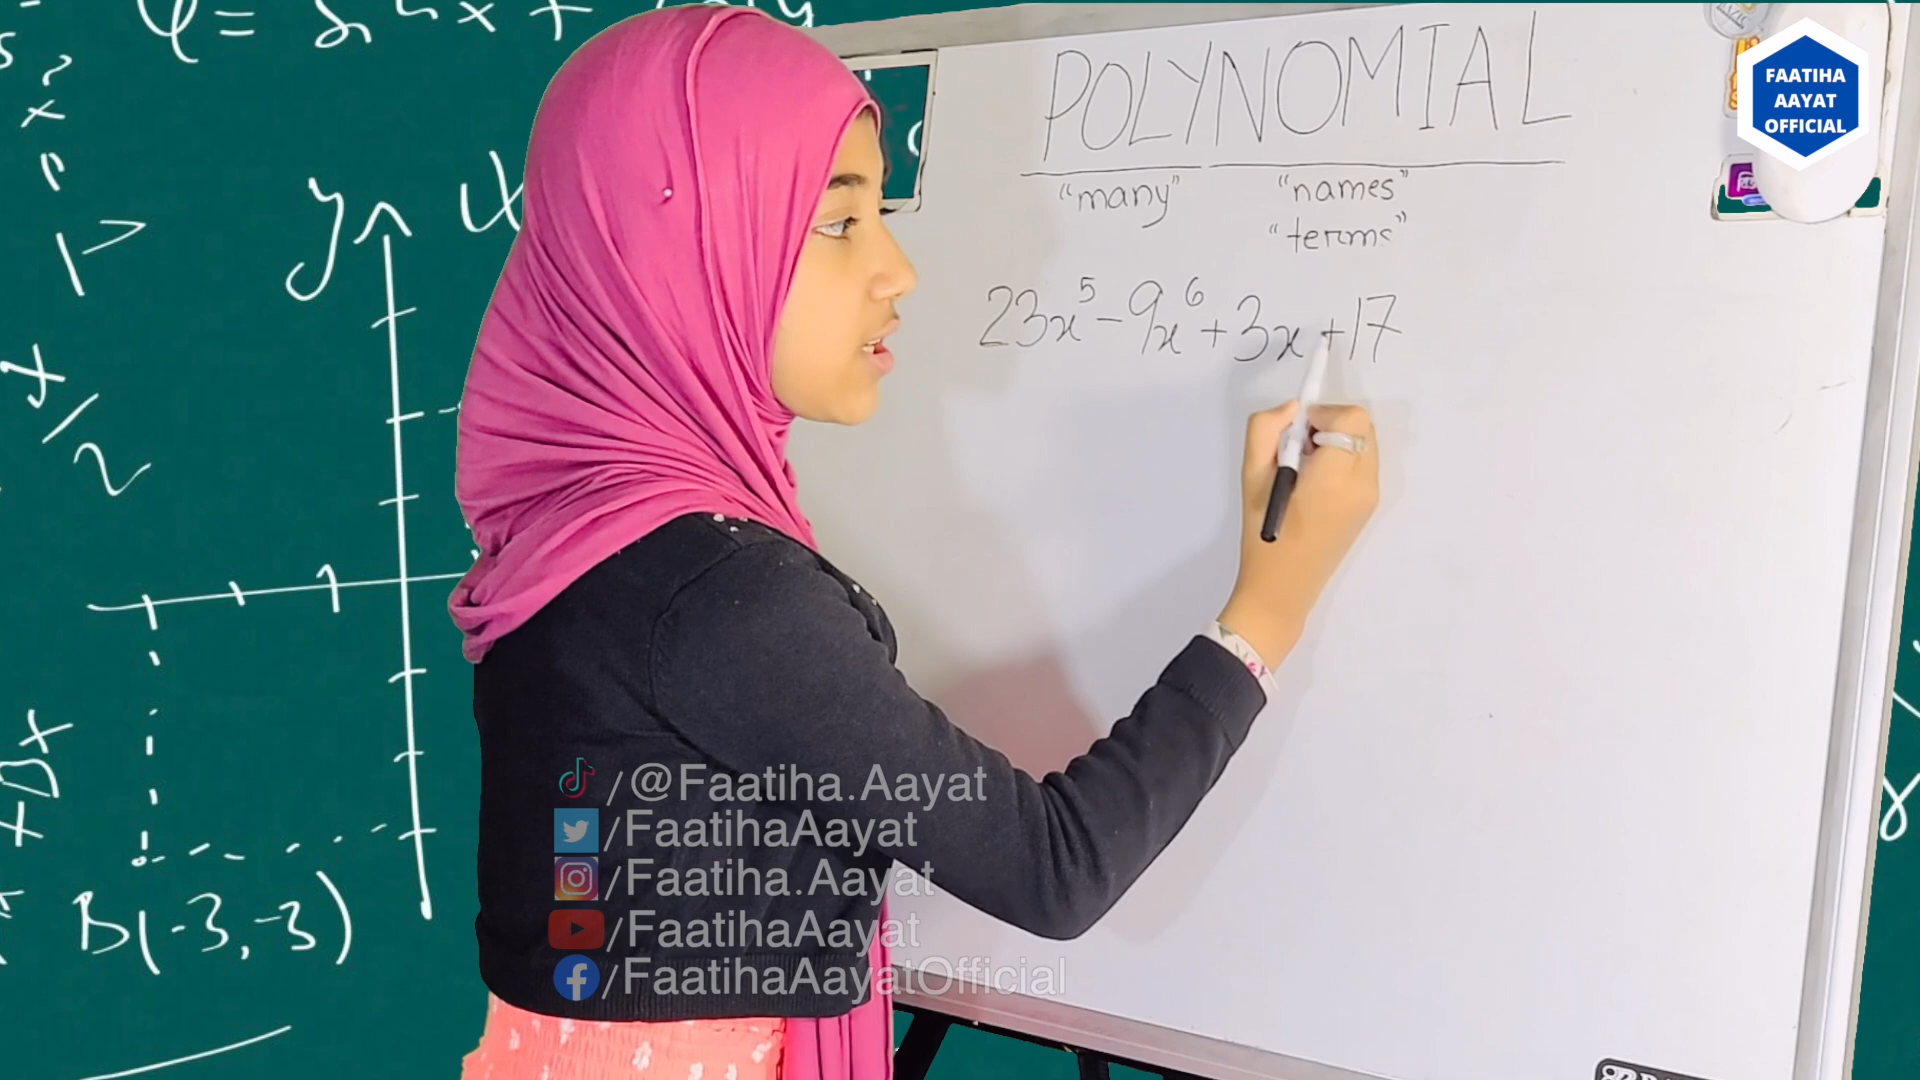 POLYNOMIAL
"many" "names"
"terms"
23x⁵ - 9x⁶ + 3x + 17
FAATIHA
AAYAT
OFFICIAL
y
x/2
B(-3,-3)
/@Faatiha.Aayat
/FaatihaAayat
/Faatiha.Aayat
/FaatihaAayat
/FaatihaAayatOfficial